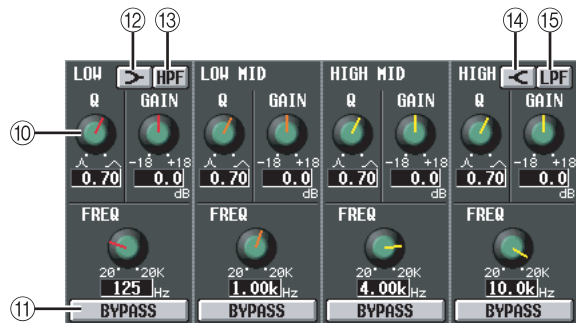 ⑫ ⑬ ⑭ ⑮
LOW HPF LOW MID HIGH MID HIGH LPF
Q GAIN Q GAIN Q GAIN Q GAIN
⑩
-18 +18 -18 +18 -18 +18 -18 +18
0.70 0.0 0.70 0.0 0.70 0.0 0.70 0.0
dB dB dB dB
FREQ FREQ FREQ FREQ
20 20K 20 20K 20 20K 20 20K
125 Hz 1.00k Hz 4.00k Hz 10.0k Hz
⑪ BYPASS BYPASS BYPASS BYPASS